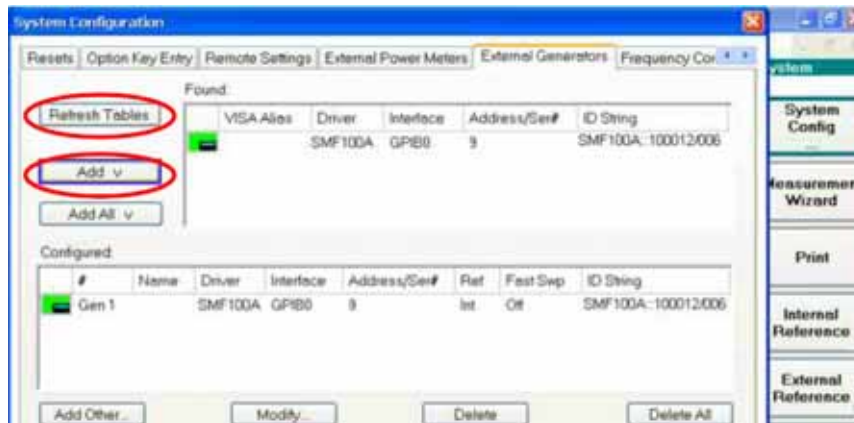 System Configuration
Resets Option Key Entry Remote Settings External Power Meters External Generators Frequency Con
Found:
Refresh Tables
VISA Alias Driver Interface Address/Ser# ID String
SMF100A GPIB0 9 SMF100A::100012/006
Add v
Add All v
Configured:
# Name Driver Interface Address/Ser# Ref Fast Swp ID String
Gen 1 SMF100A GPIB0 9 Int Off SMF100A::100012/006
Add Other... Modify... Delete Delete All
ystem
System
Config
Measuremen
Wizard
Print
Internal
Reference
External
Reference